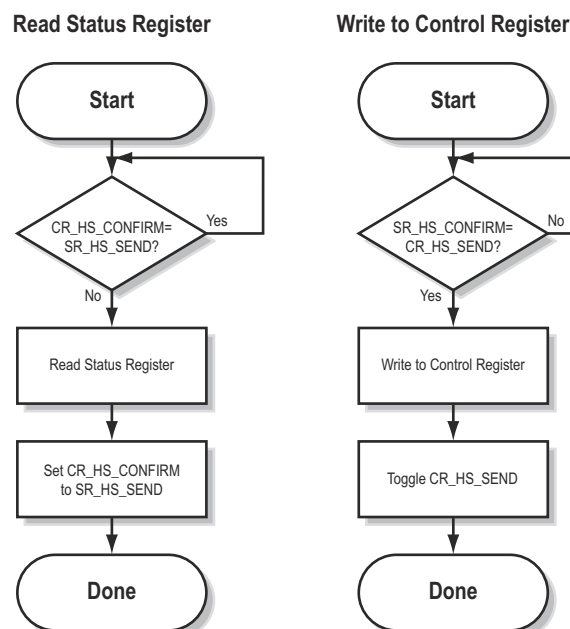 Read Status Register
Start
CR_HS_CONFIRM=
SR_HS_SEND?
Yes
No
Read Status Register
Set CR_HS_CONFIRM
to SR_HS_SEND
Done
Write to Control Register
Start
SR_HS_CONFIRM=
CR_HS_SEND?
No
Yes
Write to Control Register
Toggle CR_HS_SEND
Done